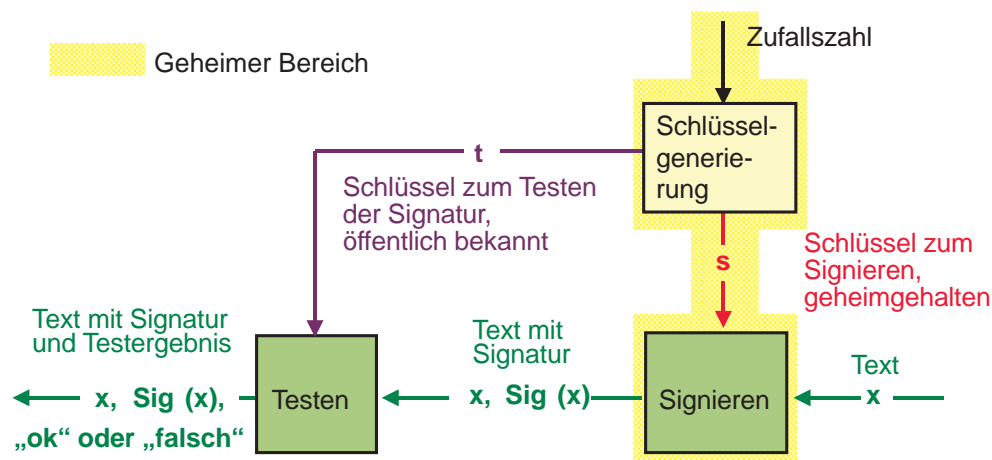 Zufallszahl
Geheimer Bereich
Schlüssel-
generie-
rung
t
Schlüssel zum Testen
der Signatur,
öffentlich bekannt
s
Schlüssel zum
Signieren,
geheimgehalten
Text mit Signatur
und Testergebnis
x, Sig (x),
„ok“ oder „falsch“
Testen
Text mit
Signatur
x, Sig (x)
Signieren
Text
x